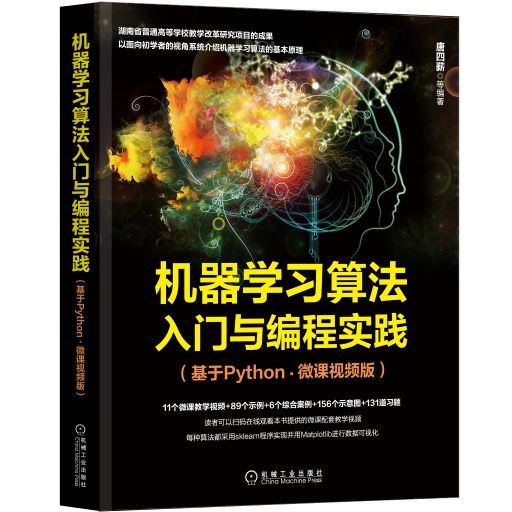 湖南省普通高等学校教学改革研究项目的成果
以面向初学者的视角系统介绍机器学习算法的基本原理
唐四薪 等编著
机器学习算法
入门与编程实践
(基于Python·微课视频版)
11个微课教学视频+89个示例+6个综合案例+156个示意图+131道习题
读者可以扫码在线观看本书提供的微课配套教学视频
每种算法都采用sklearn程序实现并用Matplotlib进行数据可视化
机械工业出版社
China Machine Press
机器学习算法入门与编程实践
(基于Python·微课视频版)
机械工业出版社
China Machine Press